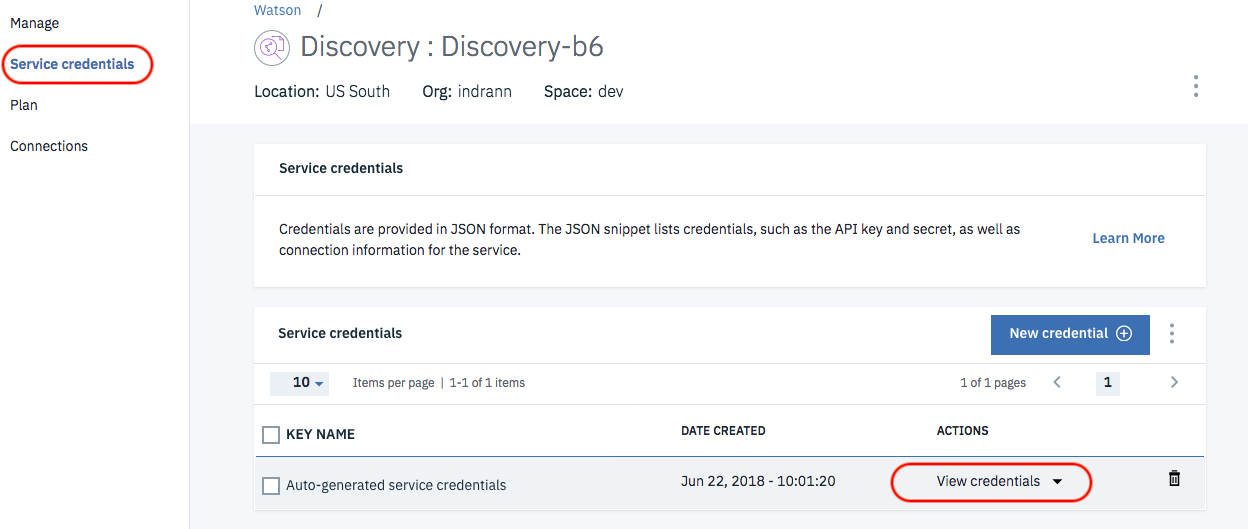 Manage
Service credentials
Plan
Connections
Watson /
Discovery : Discovery-b6
Location: US South Org: indrann Space: dev
Service credentials
Credentials are provided in JSON format. The JSON snippet lists credentials, such as the API key and secret, as well as
connection information for the service.
Learn More
Service credentials
New credential
10 Items per page | 1-1 of 1 items 1 of 1 pages 1
KEY NAME DATE CREATED ACTIONS
Auto-generated service credentials Jun 22, 2018 - 10:01:20 View credentials